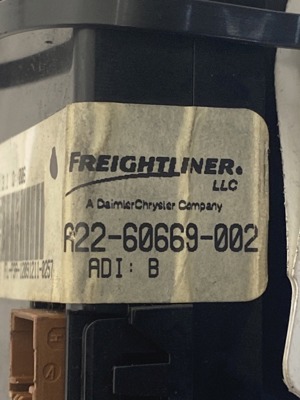 FREIGHTLINER
LLC
A DaimlerChrysler Company
A22-60669-002
ADI: B